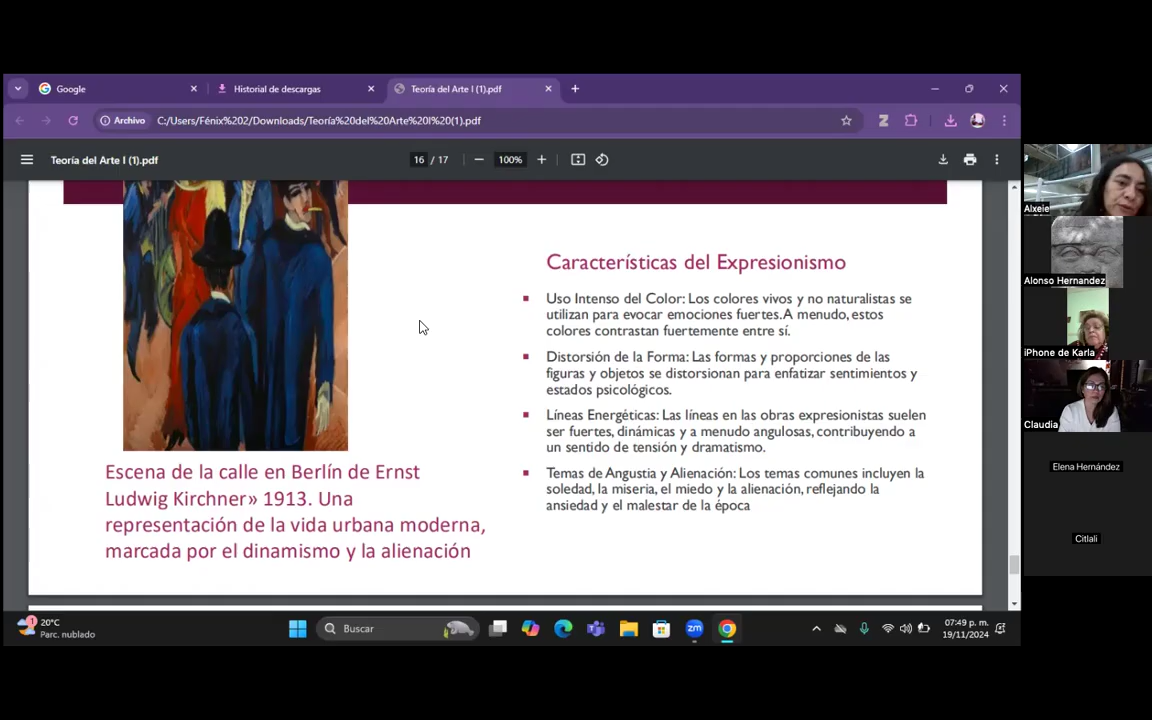 Google
Historial de descargas
Teoría del Arte I (1).pdf
Archivo
C:/Users/Fénix%202/Downloads/Teoría%20del%20Arte%20I%20(1).pdf
Teoría del Arte I (1).pdf
16 / 17
100%
Características del Expresionismo
Uso Intenso del Color: Los colores vivos y no naturalistas se
utilizan para evocar emociones fuertes. A menudo, estos
colores contrastan fuertemente entre sí.
Distorsión de la Forma: Las formas y proporciones de las
figuras y objetos se distorsionan para enfatizar sentimientos y
estados psicológicos.
Líneas Energéticas: Las líneas en las obras expresionistas suelen
ser fuertes, dinámicas y a menudo angulosas, contribuyendo a
un sentido de tensión y dramatismo.
Temas de Angustia y Alienación: Los temas comunes incluyen la
soledad, la miseria, el miedo y la alienación, reflejando la
ansiedad y el malestar de la época
Escena de la calle en Berlín de Ernst
Ludwig Kirchner» 1913. Una
representación de la vida urbana moderna,
marcada por el dinamismo y la alienación
Alxeie
Alonso Hernandez
iPhone de Karla
Claudia
Elena Hernández
Citlali
1
20°C
Parc. nublado
Buscar
zm
07:49 p. m.
19/11/2024